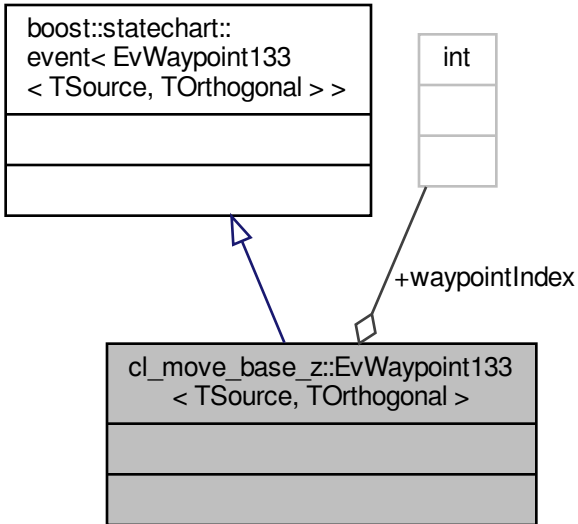 boost::statechart::
event< EvWaypoint133
< TSource, TOrthogonal > >
int
+waypointIndex
cl_move_base_z::EvWaypoint133
< TSource, TOrthogonal >